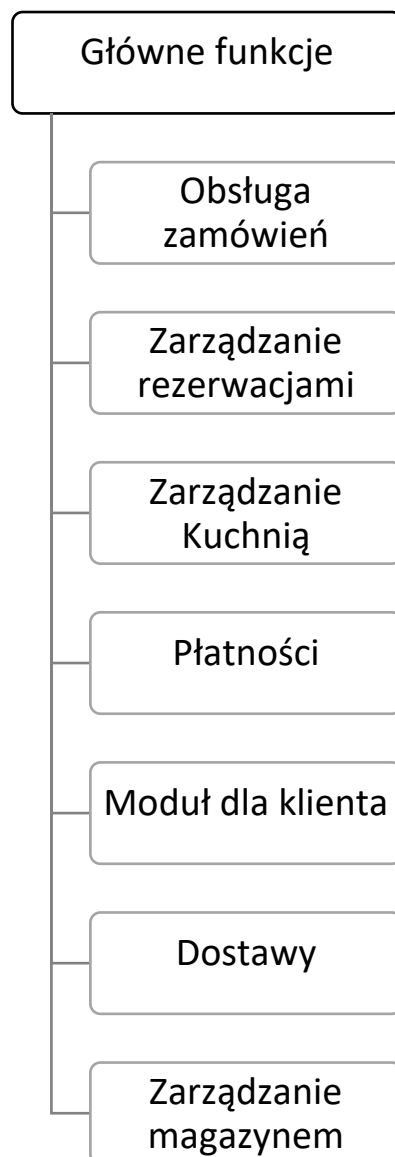 Główne funkcje
Obsługa
zamówień
Zarządzanie
rezerwacjami
Zarządzanie
Kuchnią
Płatności
Moduł dla klienta
Dostawy
Zarządzanie
magazynem